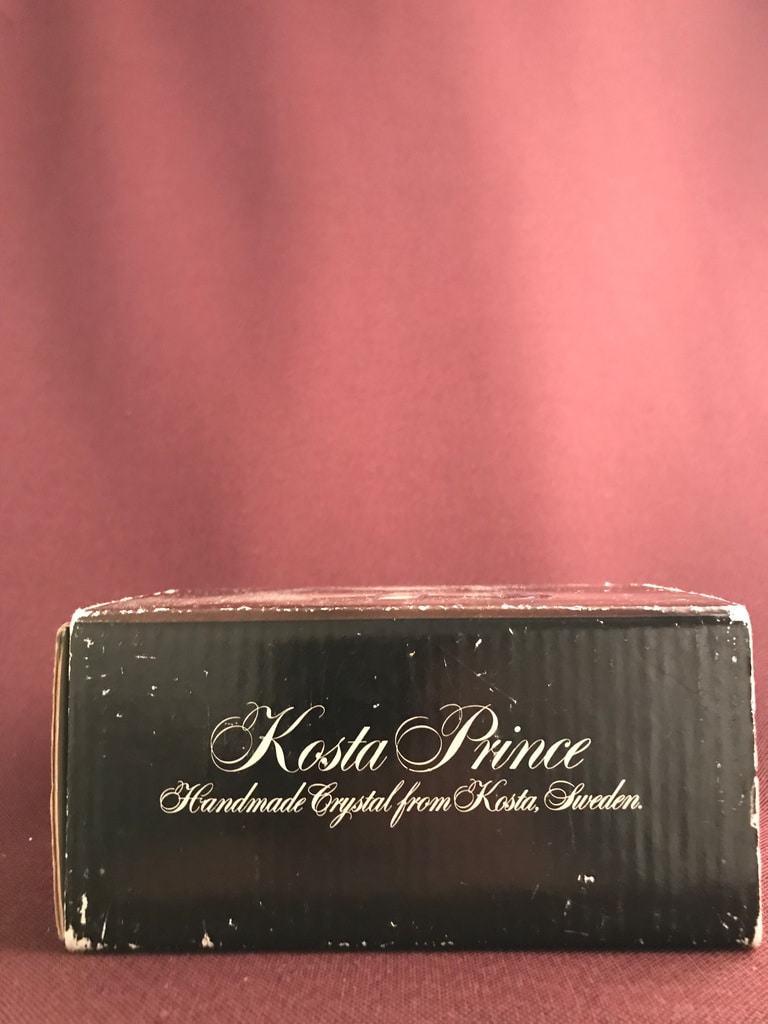 Kosta Prince
Handmade Crystal from Kosta, Sweden.